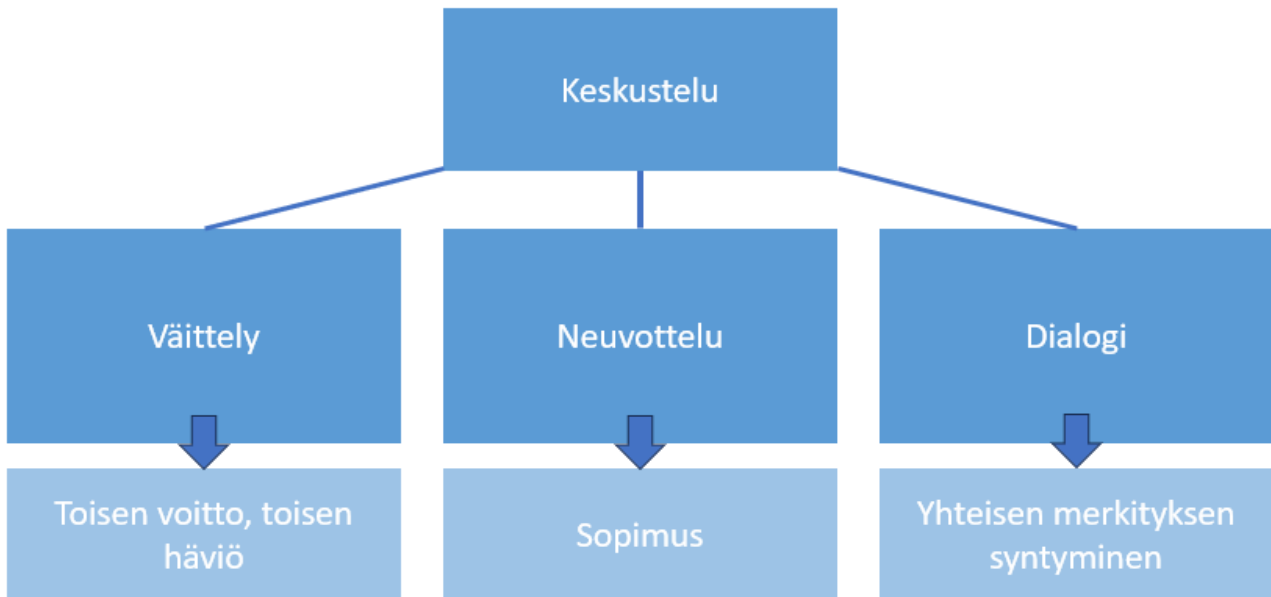 Keskustelu
Väittely
Neuvottelu
Dialogi
Toisen voitto, toisen
häviö
Sopimus
Yhteisen merkityksen
syntyminen